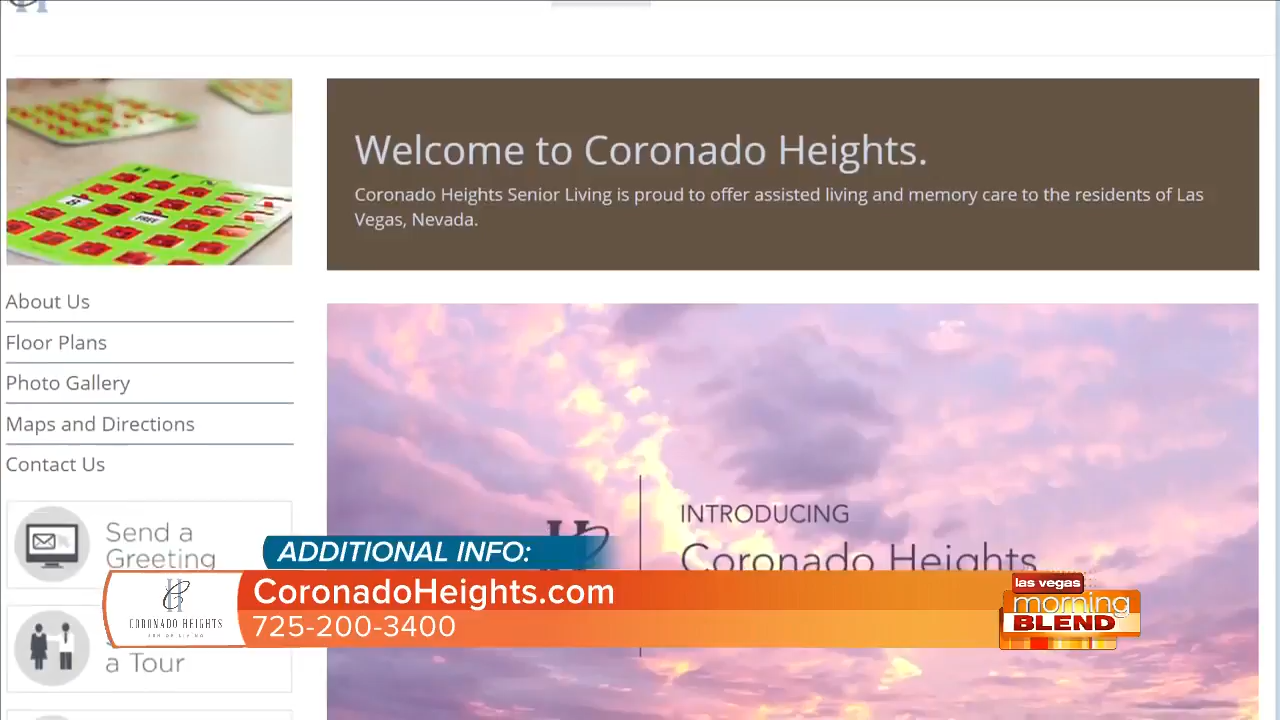 Welcome to Coronado Heights.
Coronado Heights Senior Living is proud to offer assisted living and memory care to the residents of Las
Vegas, Nevada.
8
FREE
About Us
Floor Plans
Photo Gallery
Maps and Directions
Contact Us
Send a
Greeting
a Tour
INTRODUCING
Coronado Heights
ADDITIONAL INFO:
CoronadoHeights.com
725-200-3400
CORONADO HEIGHTS
las vegas
morning
BLEND